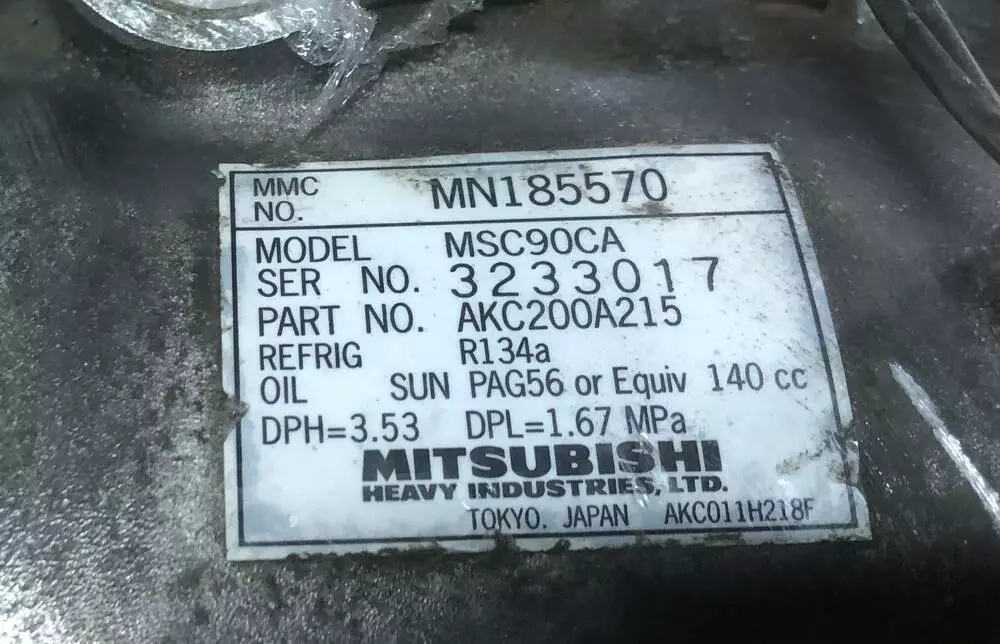 MMC NO. MN185570
MODEL MSC90CA
SER NO. 3233017
PART NO. AKC200A215
REFRIG R134a
OIL SUN PAG56 or Equiv 140 cc
DPH=3.53 DPL=1.67 MPa
MITSUBISHI
HEAVY INDUSTRIES, LTD.
TOKYO. JAPAN AKC011H218F